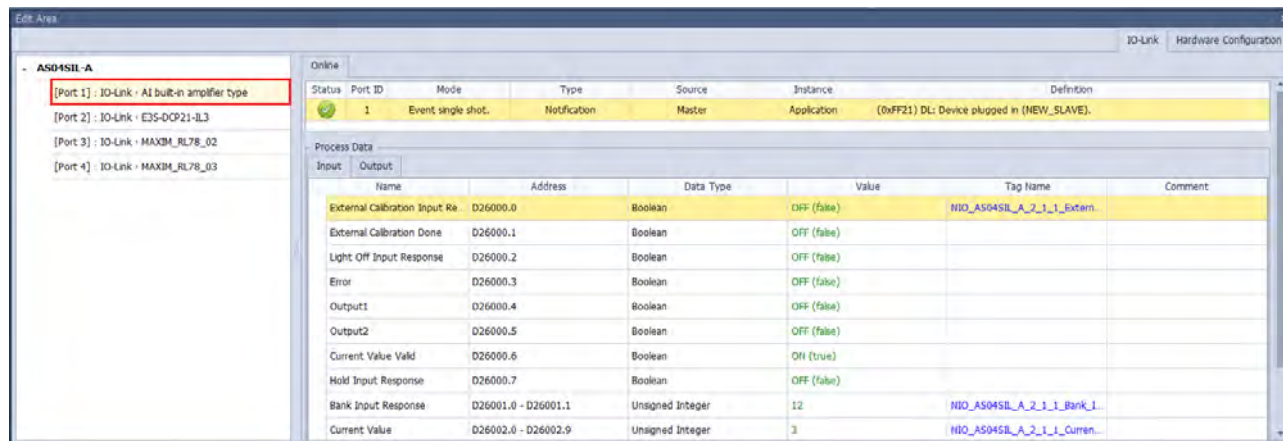 Edit Area
IO-Link Hardware Configuration
- AS04SIL-A
[Port 1] : IO-Link › AI built-in amplifier type
[Port 2] : IO-Link › E3S-DCP21-IL3
[Port 3] : IO-Link › MAXIM_RL78_02
[Port 4] : IO-Link › MAXIM_RL78_03
Online
Status Port ID Mode Type Source Instance Definition
1 Event single shot. Notification Master Application (0xFF21) DL: Device plugged in (NEW_SLAVE).
Process Data
Input Output
Name Address Data Type Value Tag Name Comment
External Calibration Input Re... D26000.0 Boolean OFF (false) NIO_AS04SIL_A_2_1_1_Extern...
External Calibration Done D26000.1 Boolean OFF (false)
Light Off Input Response D26000.2 Boolean OFF (false)
Error D26000.3 Boolean OFF (false)
Output1 D26000.4 Boolean OFF (false)
Output2 D26000.5 Boolean OFF (false)
Current Value Valid D26000.6 Boolean ON (true)
Hold Input Response D26000.7 Boolean OFF (false)
Bank Input Response D26001.0 - D26001.1 Unsigned Integer 12 NIO_AS04SIL_A_2_1_1_Bank_I...
Current Value D26002.0 - D26002.9 Unsigned Integer 3 NIO_AS04SIL_A_2_1_1_Curren...